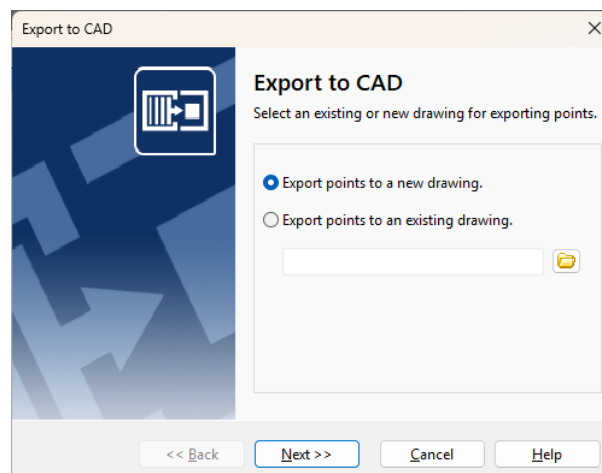 Export to CAD
Export to CAD
Select an existing or new drawing for exporting points.
Export points to a new drawing.
Export points to an existing drawing.
<< Back
Next >>
Cancel
Help